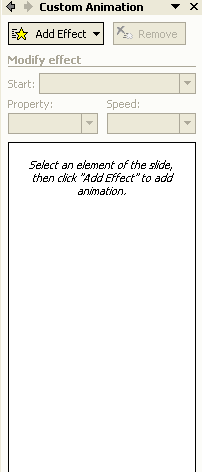 Custom Animation
Add Effect
Remove
Modify effect
Start:
Property:
Speed:
Select an element of the slide,
then click "Add Effect" to add
animation.